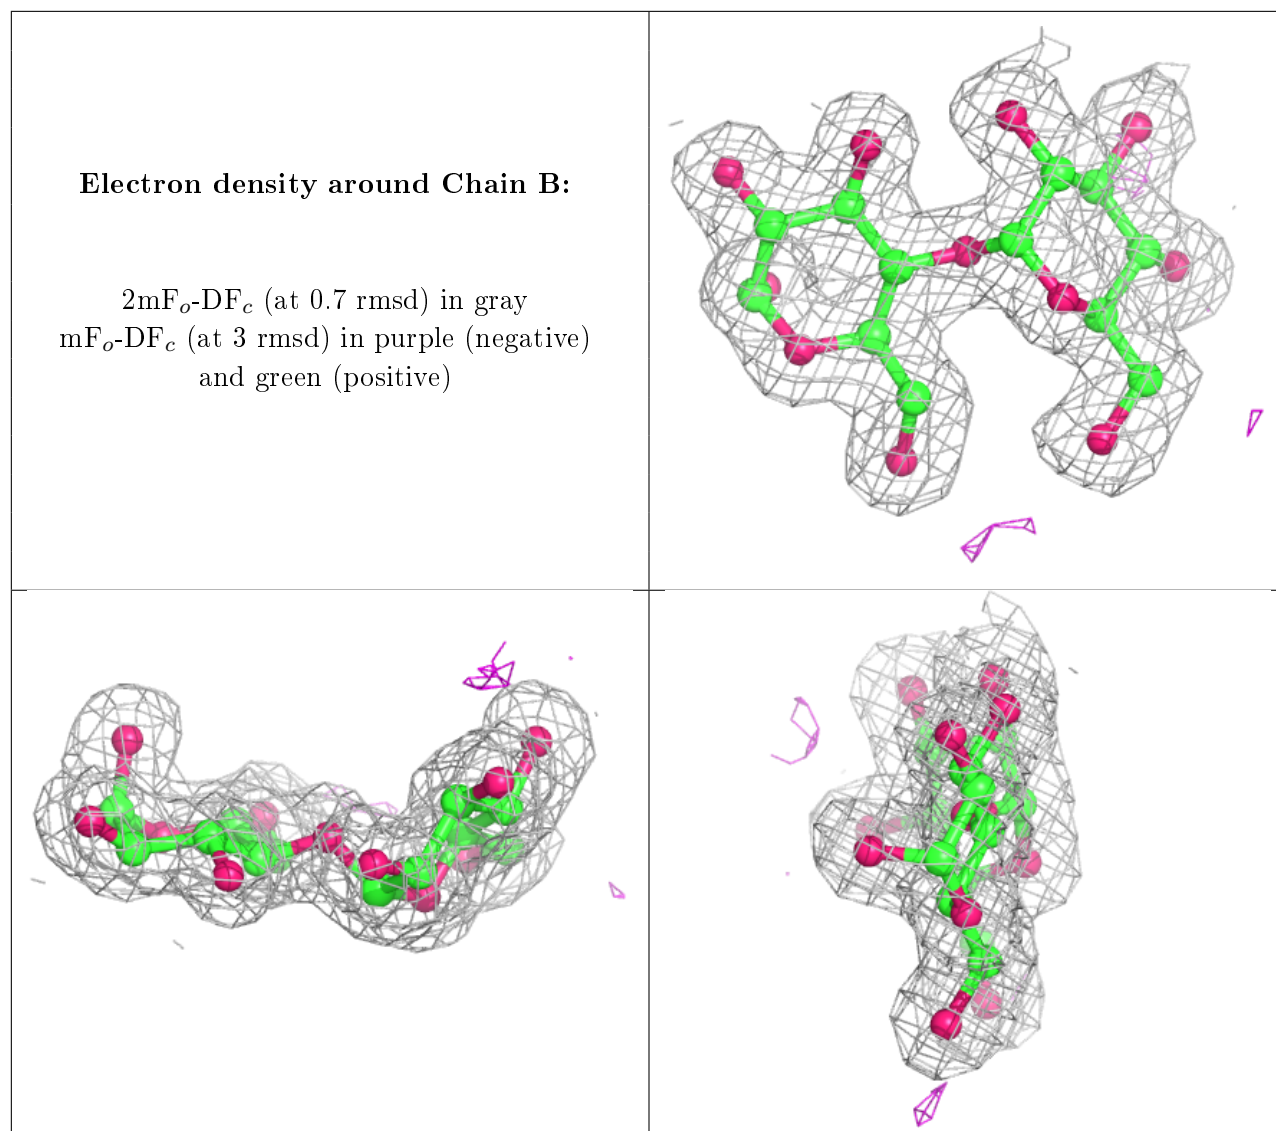 Electron density around Chain B:
2mFₒ-DF𝒸 (at 0.7 rmsd) in gray
mFₒ-DF𝒸 (at 3 rmsd) in purple (negative)
and green (positive)